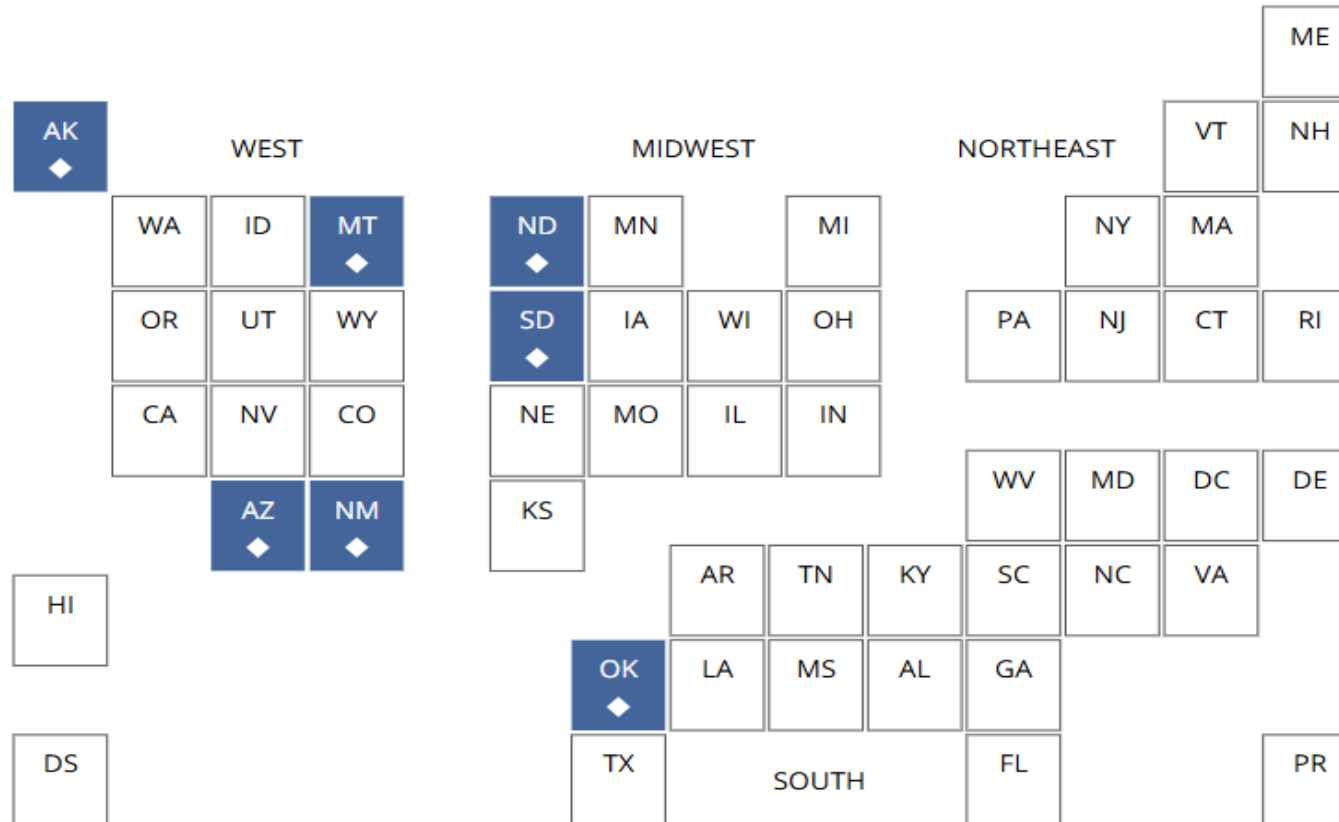 ME
AK WEST MIDWEST NORTHEAST VT NH
WA ID MT ND MN MI NY MA
OR UT WY SD IA WI OH PA NJ CT RI
CA NV CO NE MO IL IN
WV MD DC DE
AZ NM KS
AR TN KY SC NC VA
HI
OK LA MS AL GA
DS TX SOUTH FL PR